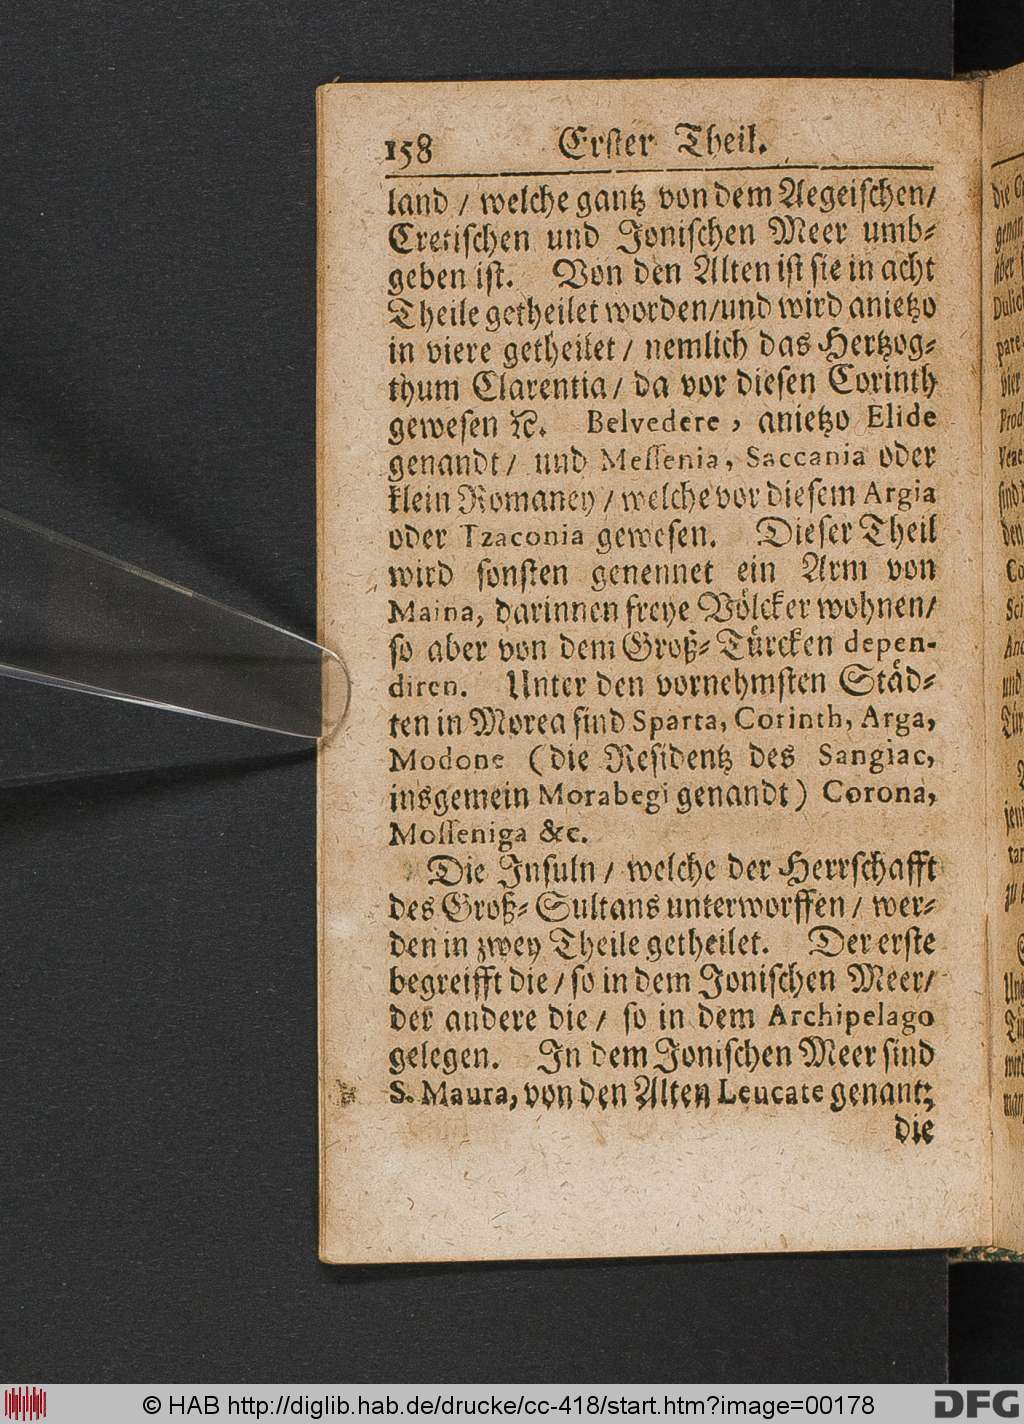 158 Erster Theil.
land / welche gantz von dem Aegeischen/
Cretischen und Jonischen Meer umb-
geben ist. Von den Alten ist sie in acht
Theile getheilet worden/und wird anietzo
in viere getheilet / nemlich das Hertzog-
thum Clarentia/ da vor diesen Corinth
gewesen ꝛc. Belvedere, anietzo Elide
genandt/ und Messenia, Saccania oder
klein Romaney / welche vor diesem Argia
oder Tzaconia gewesen. Dieser Theil
wird sonsten genennet ein Arm von
Maina, darinnen freye Völcker wohnen/
so aber von dem Groß-Türcken depen-
diren. Unter den vornehmsten Städ-
ten in Morea sind Sparta, Corinth, Arga,
Modone (die Residentz des Sangiac,
insgemein Morabegi genandt) Corona,
Mosseniga &c.
Die Insuln / welche der Herrschafft
des Groß-Sultans unterworffen / wer-
den in zwey Theile getheilet. Der erste
begreifft die / so in dem Jonischen Meer/
der andere die / so in dem Archipelago
gelegen. In dem Jonischen Meer sind
S. Maura, von den Alten Leucate genant;
die
© HAB http://diglib.hab.de/drucke/cc-418/start.htm?image=00178
DFG